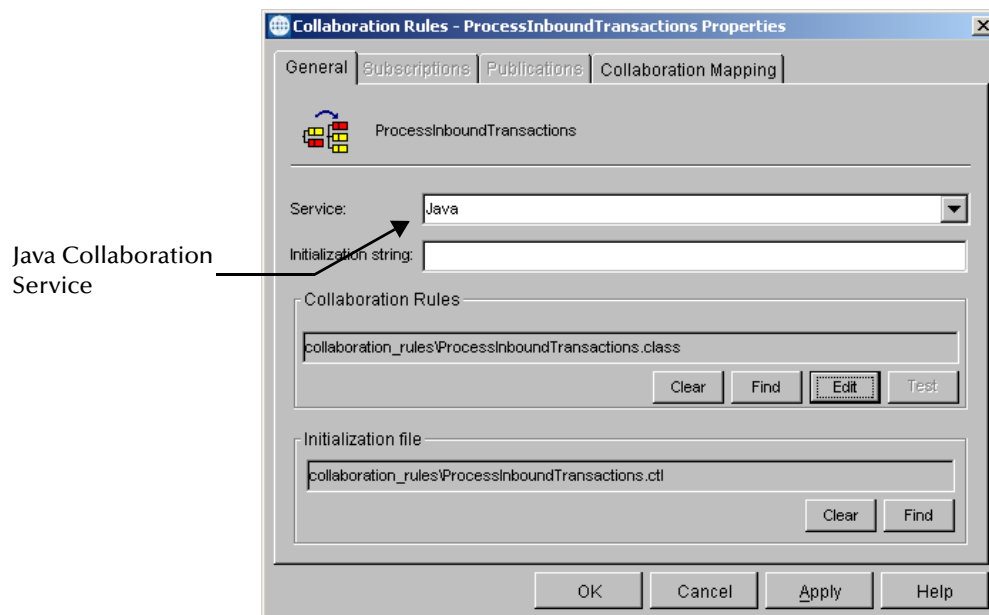 Collaboration Rules - ProcessInboundTransactions Properties
General Subscriptions Publications Collaboration Mapping
ProcessInboundTransactions
Service: Java
Java Collaboration
Service
Initialization string:
Collaboration Rules
collaboration_rules\ProcessInboundTransactions.class
Clear Find Edit Test
Initialization file
collaboration_rules\ProcessInboundTransactions.ctl
Clear Find
OK Cancel Apply Help